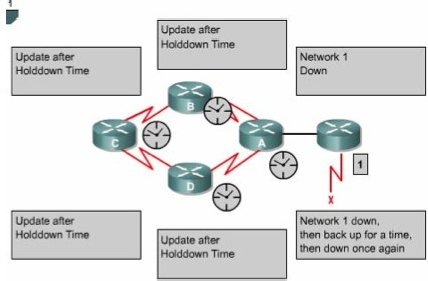 1
Update after
Holddown Time
Update after
Holddown Time
Network 1
Down
B
C
A
1
D
Update after
Holddown Time
Update after
Holddown Time
Network 1 down,
then back up for a time,
then down once again
X